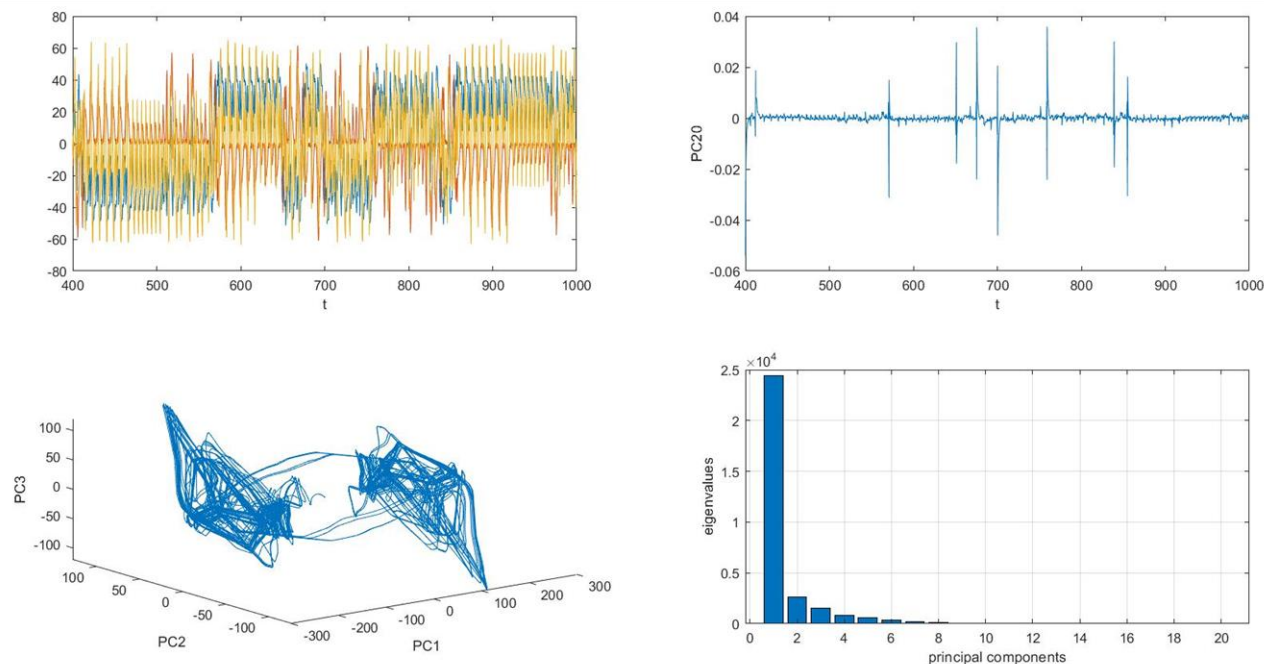 80
60
40
20
0
-20
-40
-60
-80
400 500 600 700 800 900 1000
t
0.04
0.02
0
-0.02
-0.04
-0.06
PC20
400 500 600 700 800 900 1000
t
100
50
0
-50
-100
PC3
100 50 0 -50 -100
PC2
-300 -200 -100 0 100 200 300
PC1
×10⁴
2.5
2
1.5
1
0.5
0
eigenvalues
0 2 4 6 8 10 12 14 16 18 20
principal components